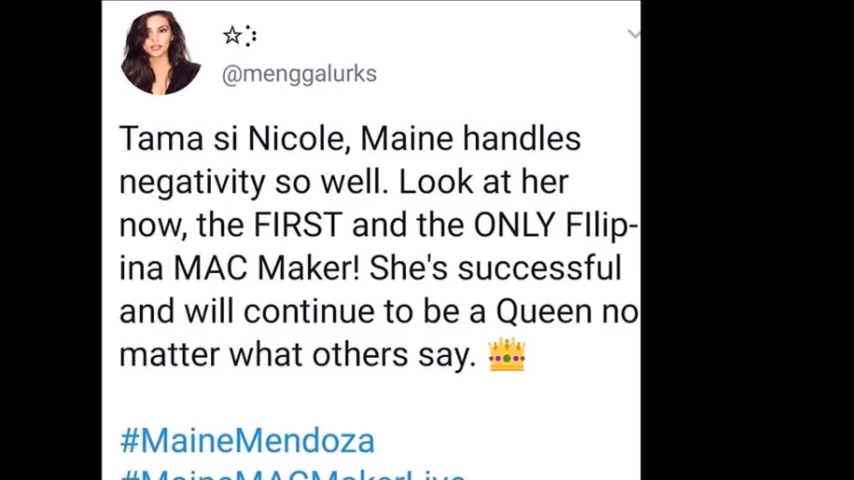 ☆:·:
@menggalurks
Tama si Nicole, Maine handles
negativity so well. Look at her
now, the FIRST and the ONLY FIlip-
ina MAC Maker! She's successful
and will continue to be a Queen no
matter what others say. 👑
#MaineMendoza
#MaineMACMakerLive